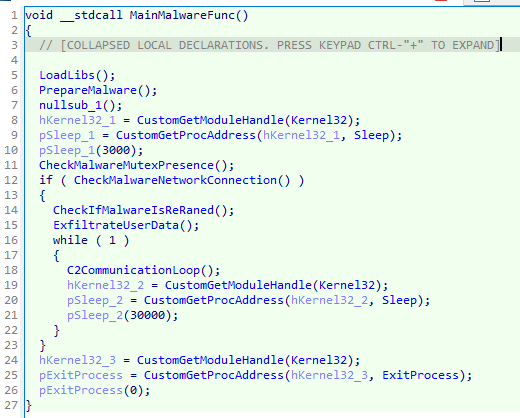 1 void __stdcall MainMalwareFunc()
2 {
3 // [COLLAPSED LOCAL DECLARATIONS. PRESS KEYPAD CTRL-"+" TO EXPAND]
4
5 LoadLibs();
6 PrepareMalware();
7 nullsub_1();
8 hKernel32_1 = CustomGetModuleHandle(Kernel32);
9 pSleep_1 = CustomGetProcAddress(hKernel32_1, Sleep);
10 pSleep_1(3000);
11 CheckMalwareMutexPresence();
12 if ( CheckMalwareNetworkConnection() )
13 {
14 CheckIfMalwareIsReRaned();
15 ExfiltrateUserData();
16 while ( 1 )
17 {
18 C2CommunicationLoop();
19 hKernel32_2 = CustomGetModuleHandle(Kernel32);
20 pSleep_2 = CustomGetProcAddress(hKernel32_2, Sleep);
21 pSleep_2(30000);
22 }
23 }
24 hKernel32_3 = CustomGetModuleHandle(Kernel32);
25 pExitProcess = CustomGetProcAddress(hKernel32_3, ExitProcess);
26 pExitProcess(0);
27 }